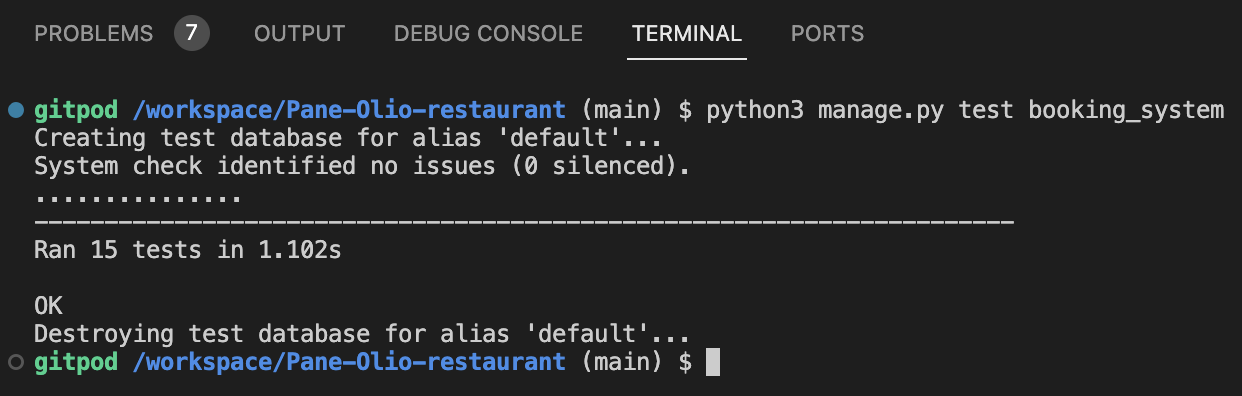 PROBLEMS 7 OUTPUT DEBUG CONSOLE TERMINAL PORTS
gitpod /workspace/Pane-Olio-restaurant (main) $ python3 manage.py test booking_system
Creating test database for alias 'default'...
System check identified no issues (0 silenced).
...............
----------------------------------------------------------------------
Ran 15 tests in 1.102s
OK
Destroying test database for alias 'default'...
gitpod /workspace/Pane-Olio-restaurant (main) $